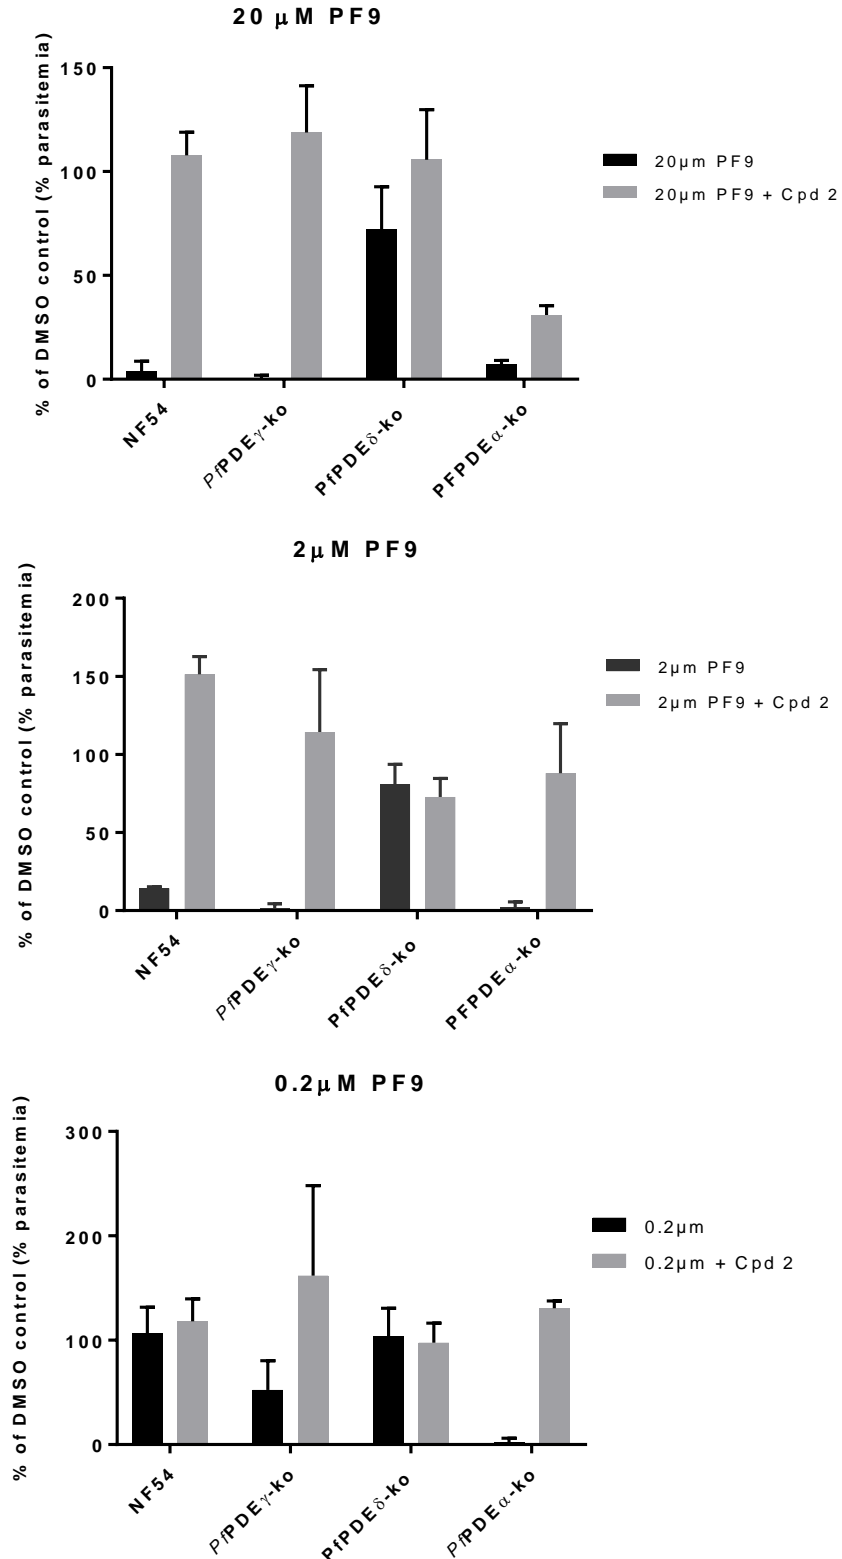 20 μM PF9
% of DMSO control (% parasitemia)
150
100
50
0
20µm PF9
20µm PF9 + Cpd 2
NF54
PfPDEγ-ko
PfPDEδ-ko
PFPDEα-ko
2μM PF9
% of DMSO control (% parasitemia)
200
150
100
50
0
2µm PF9
2µm PF9 + Cpd 2
NF54
PfPDEγ-ko
PfPDEδ-ko
PFPDEα-ko
0.2μM PF9
% of DMSO control (% parasitemia)
300
200
100
0
0.2µm
0.2µm + Cpd 2
NF54
PfPDEγ-ko
PfPDEδ-ko
PfPDEα-ko